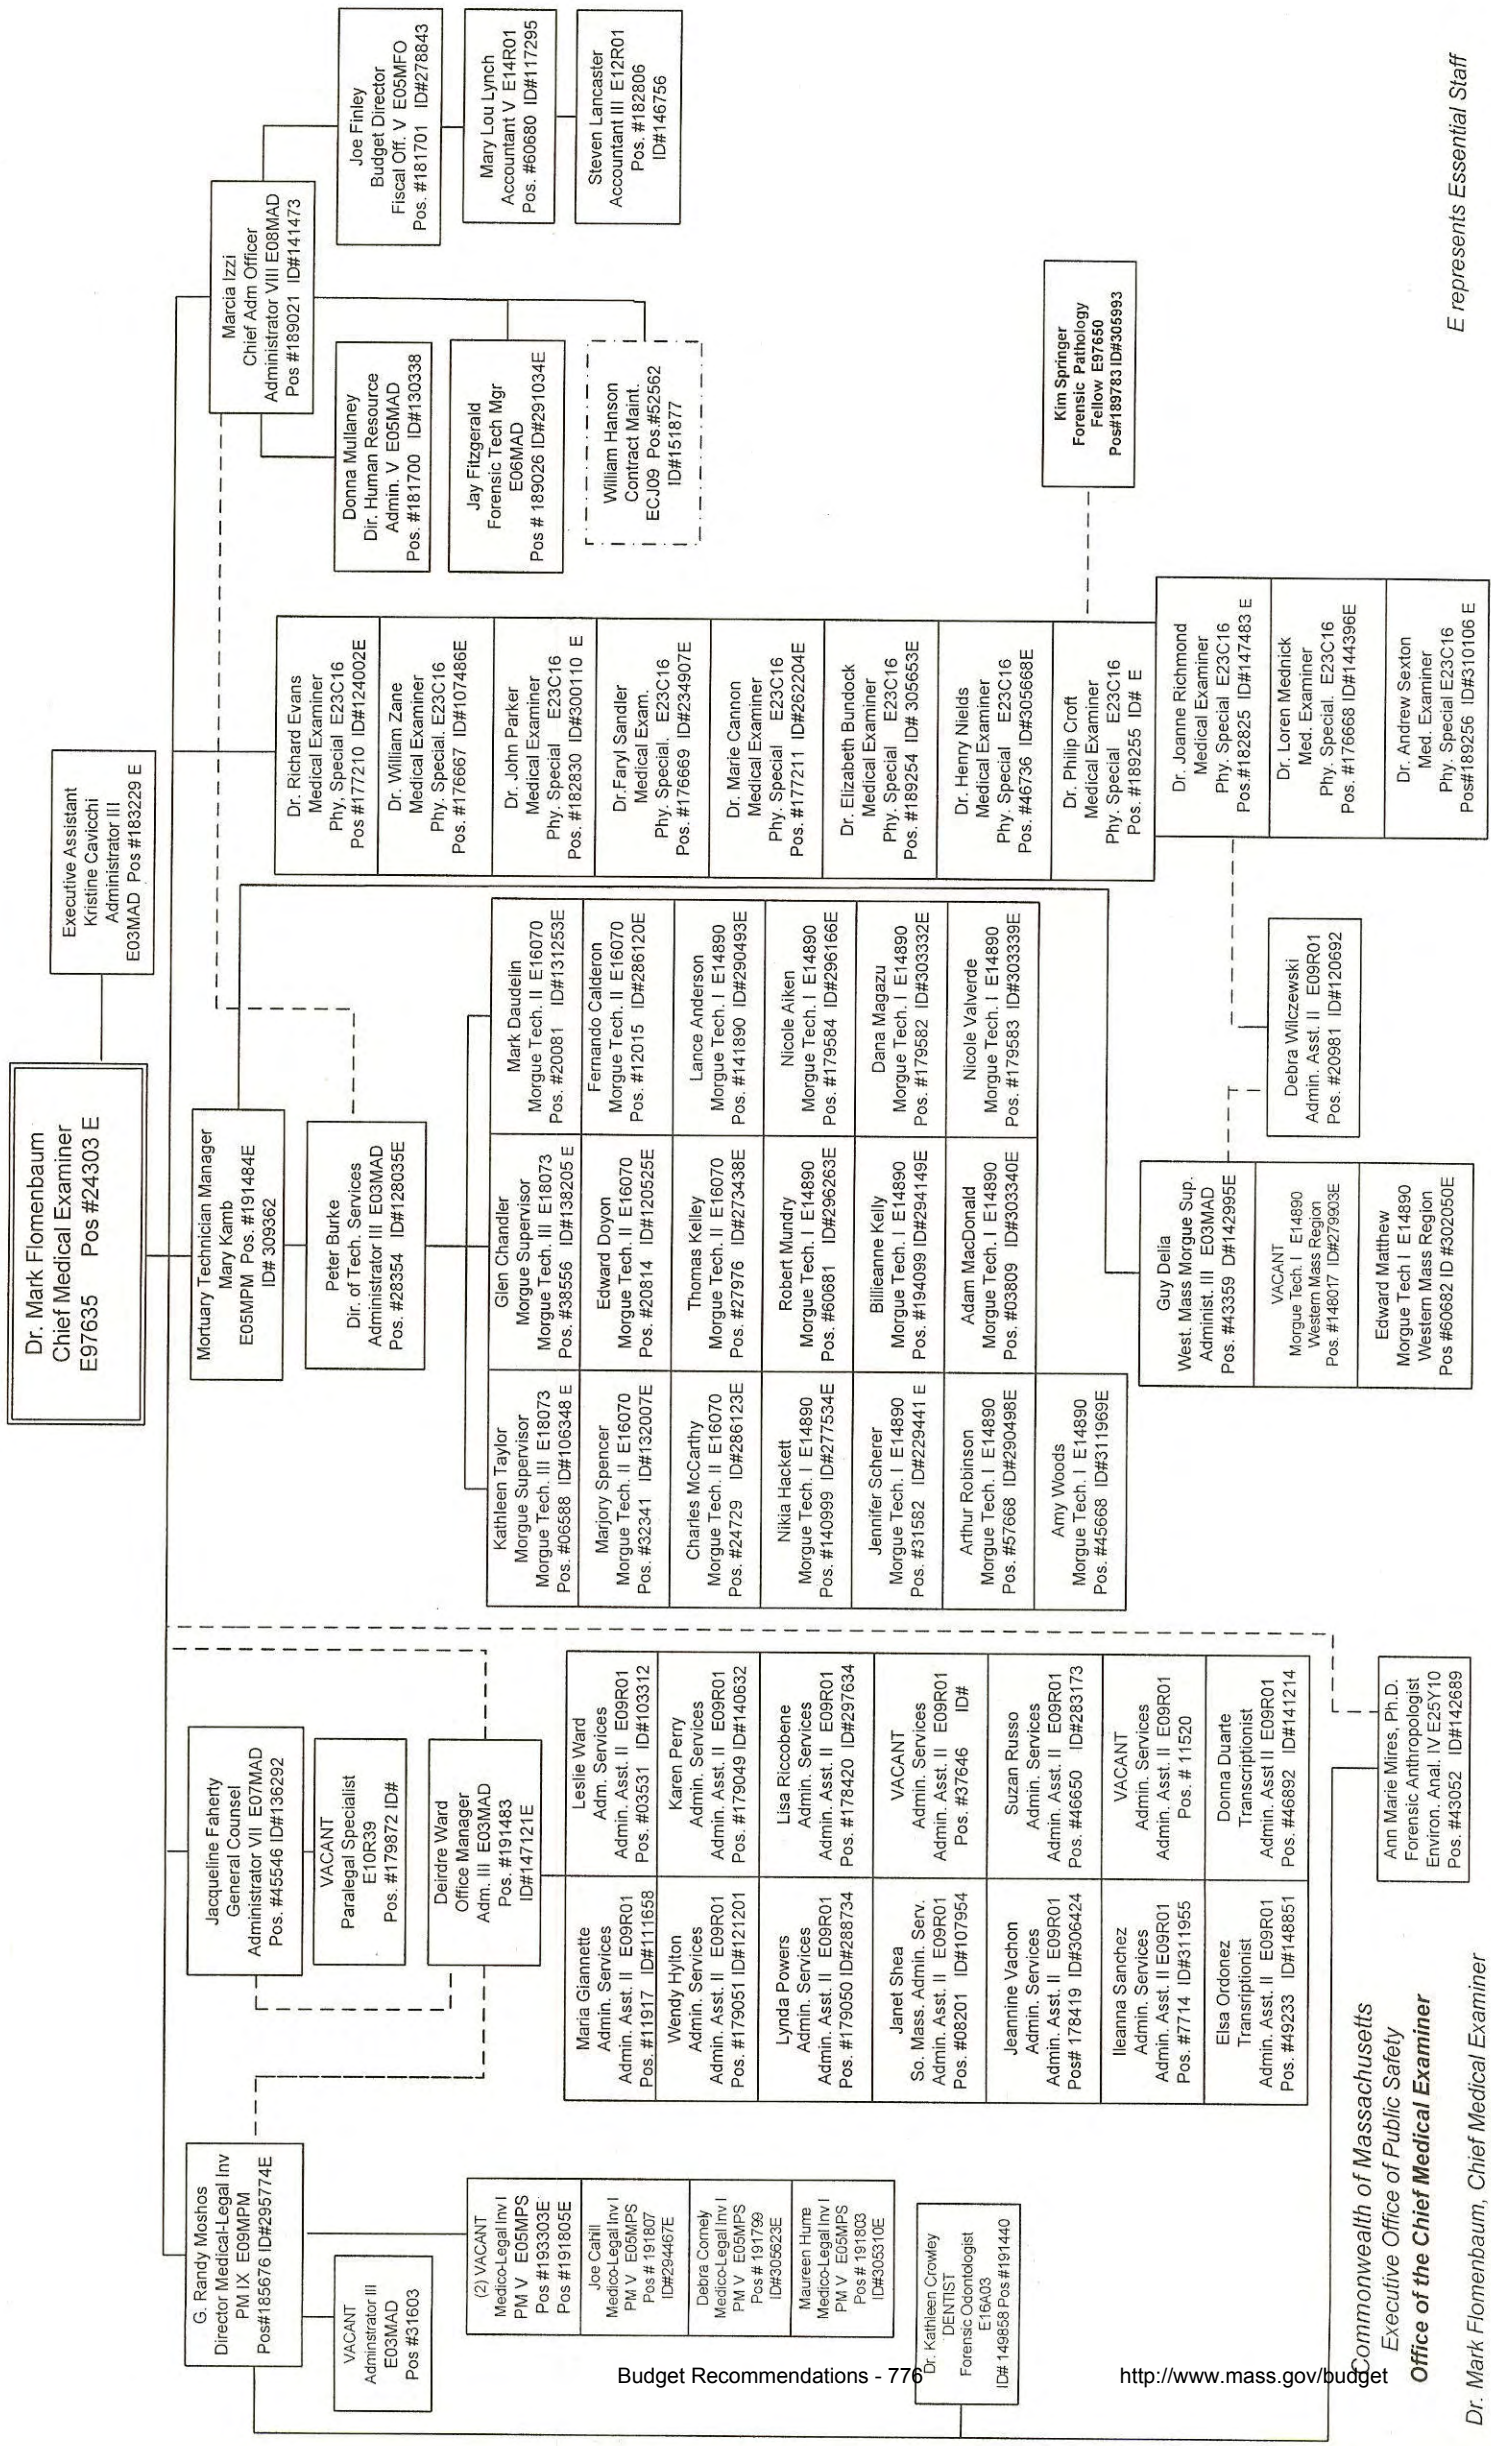 Dr. Mark Flomenbaum
Chief Medical Examiner
E97635 Pos #24303 E
Executive Assistant
Kristine Cavicchi
Administrator III
E03MAD Pos #183229 E
G. Randy Moshos
Director Medical-Legal Inv
PM IX E09MPM
Pos#185676 ID#295774E
VACANT
Adminstrator III
E03MAD
Pos #31603
(2) VACANT
Medico-Legal Inv I
PM V E05MPS
Pos #193303E
Pos #191805E
Joe Cahill
Medico-Legal Inv I
PM V E05MPS
Pos # 191807
ID#294467E
Debra Cornely
Medico-Legal Inv I
PM V E05MPS
Pos # 191799
ID#305623E
Maureen Hume
Medico-Legal Inv I
PM V E05MPS
Pos # 191803
ID#305310E
Dr. Kathleen Crowley
DENTIST
Forensic Odontologist
E16A03
ID# 149858 Pos #191440
Jacqueline Faherty
General Counsel
Administrator VII E07MAD
Pos. #45546 ID#136292
VACANT
Paralegal Specialist
E10R39
Pos. #179872 ID#
Deirdre Ward
Office Manager
Adm. III E03MAD
Pos. #191483
ID#147121E
Maria Giannette
Admin. Services
Admin. Asst. II E09R01
Pos. #11917 ID#111658
Leslie Ward
Adm. Services
Admin. Asst. II E09R01
Pos. #03531 ID#103312
Wendy Hylton
Admin. Services
Admin. Asst. II E09R01
Pos. #179051 ID#121201
Karen Perry
Admin. Services
Admin. Asst. II E09R01
Pos. #179049 ID#140632
Lynda Powers
Admin. Services
Admin. Asst. II E09R01
Pos. #179050 ID#288734
Lisa Riccobene
Admin. Services
Admin. Asst. II E09R01
Pos. #178420 ID#297634
Janet Shea
So. Mass. Admin. Serv.
Admin. Asst. II E09R01
Pos. #08201 ID#107954
VACANT
Admin. Services
Admin. Asst. II E09R01
Pos. #37646 ID#
Jeannine Vachon
Admin. Services
Admin. Asst. II E09R01
Pos# 178419 ID#306424
Suzan Russo
Admin. Services
Admin. Asst. II E09R01
Pos. #46650 ID#283173
Ileanna Sanchez
Admin. Services
Admin. Asst. II E09R01
Pos. #7714 ID#311955
VACANT
Admin. Services
Admin. Asst. II E09R01
Pos. # 11520
Elsa Ordonez
Transriptionist
Admin. Asst. II E09R01
Pos. #49233 ID#148851
Donna Duarte
Transcriptionist
Admin. Asst II E09R01
Pos. #46892 ID#141214
Ann Marie Mires, Ph.D.
Forensic Anthropologist
Environ. Anal. IV E25Y10
Pos. #43052 ID#142689
Mortuary Technician Manager
Mary Kamb
E05MPM Pos. #191484E
ID# 309362
Peter Burke
Dir. of Tech. Services
Administrator III E03MAD
Pos. #28354 ID#128035E
Kathleen Taylor
Morgue Supervisor
Morgue Tech. III E18073
Pos. #06588 ID#106348 E
Glen Chandler
Morgue Supervisor
Morgue Tech. III E18073
Pos. #38556 ID#138205 E
Mark Daudelin
Morgue Tech. II E16070
Pos. #20081 ID#131253E
Marjory Spencer
Morgue Tech. II E16070
Pos. #32341 ID#132007E
Edward Doyon
Morgue Tech. II E16070
Pos. #20814 ID#120525E
Fernando Calderon
Morgue Tech. II E16070
Pos. #12015 ID#286120E
Charles McCarthy
Morgue Tech. II E16070
Pos. #24729 ID#286123E
Thomas Kelley
Morgue Tech. II E16070
Pos. #27976 ID#273438E
Lance Anderson
Morgue Tech. I E14890
Pos. #141890 ID#290493E
Nikia Hackett
Morgue Tech. I E14890
Pos. #140999 ID#277534E
Robert Mundry
Morgue Tech. I E14890
Pos. #60681 ID#296263E
Nicole Aiken
Morgue Tech. I E14890
Pos. #179584 ID#296166E
Jennifer Scherer
Morgue Tech. I E14890
Pos. #31582 ID#229441 E
Billieanne Kelly
Morgue Tech. I E14890
Pos. #194099 ID#294149E
Dana Magazu
Morgue Tech. I E14890
Pos. #179582 ID#303332E
Arthur Robinson
Morgue Tech. I E14890
Pos. #57668 ID#290498E
Adam MacDonald
Morgue Tech. I E14890
Pos. #03809 ID#303340E
Nicole Valverde
Morgue Tech. I E14890
Pos. #179583 ID#303339E
Amy Woods
Morgue Tech. I E14890
Pos. #45668 ID#311969E
Guy Delia
West. Mass Morgue Sup.
Administ. III E03MAD
Pos. #43359 D#142995E
VACANT
Morgue Tech. I E14890
Western Mass Region
Pos. #146017 ID#279903E
Edward Matthew
Morgue Tech I E14890
Western Mass Region
Pos #60682 ID #302050E
Debra Wilczewski
Admin. Asst. II E09R01
Pos. #20981 ID#120692
Dr. Richard Evans
Medical Examiner
Phy. Special E23C16
Pos #177210 ID#124002E
Dr. William Zane
Medical Examiner
Phy. Special. E23C16
Pos. #176667 ID#107486E
Dr. John Parker
Medical Examiner
Phy. Special E23C16
Pos. #182830 ID#300110 E
Dr.Faryl Sandler
Medical Exam.
Phy. Special. E23C16
Pos. #176669 ID#234907E
Dr. Marie Cannon
Medical Examiner
Phy. Special E23C16
Pos. #177211 ID#262204E
Dr. Elizabeth Bundock
Medical Examiner
Phy. Special E23C16
Pos. #189254 ID# 305653E
Dr. Henry Nields
Medical Examiner
Phy. Special E23C16
Pos. #46736 ID#305668E
Dr. Philip Croft
Medical Examiner
Phy. Special E23C16
Pos. #189255 ID# E
Dr. Joanne Richmond
Medical Examiner
Phy. Special E23C16
Pos.#182825 ID#147483 E
Dr. Loren Mednick
Med. Examiner
Phy. Special. E23C16
Pos. #176668 ID#144396E
Dr. Andrew Sexton
Med. Examiner
Phy. Special E23C16
Pos#189256 ID#310106 E
Kim Springer
Forensic Pathology
Fellow E97650
Pos#189783 ID#305993
Marcia Izzi
Chief Adm Officer
Administrator VIII E08MAD
Pos #189021 ID#141473
Donna Mullaney
Dir. Human Resource
Admin. V E05MAD
Pos. #181700 ID#130338
Jay Fitzgerald
Forensic Tech Mgr
E06MAD
Pos # 189026 ID#291034E
William Hanson
Contract Maint.
ECJ09 Pos.#52562
ID#151877
Joe Finley
Budget Director
Fiscal Off. V E05MFO
Pos. #181701 ID#278843
Mary Lou Lynch
Accountant V E14R01
Pos. #60680 ID#117295
Steven Lancaster
Accountant III E12R01
Pos. #182806
ID#146756
E represents Essential Staff
Commonwealth of Massachusetts
Executive Office of Public Safety
Office of the Chief Medical Examiner
Dr. Mark Flomenbaum, Chief Medical Examiner
Budget Recommendations - 776
http://www.mass.gov/budget